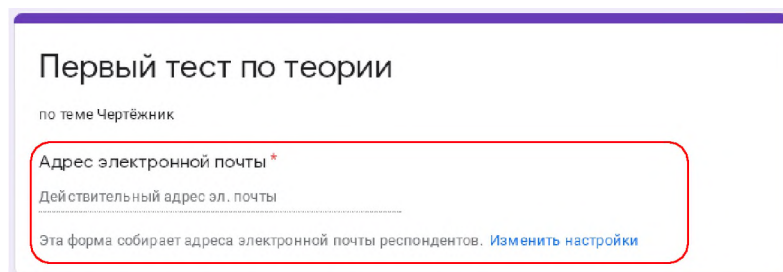 Первый тест по теории
по теме Чертёжник
Адрес электронной почты *
Действительный адрес эл. почты
Эта форма собирает адреса электронной почты респондентов. Изменить настройки